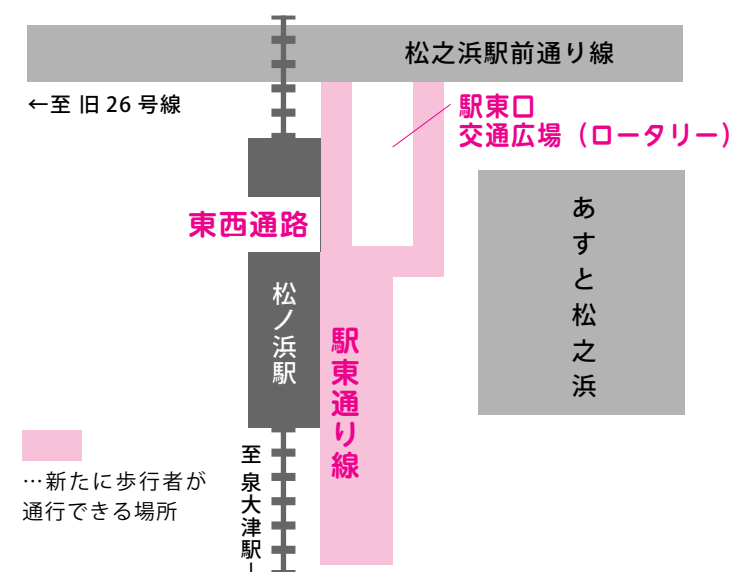 松之浜駅前通り線
←至 旧26号線
駅東口
交通広場（ロータリー）
東西通路
あすと松之浜
松ノ浜駅
駅東通り線
…新たに歩行者が
通行できる場所
至 泉大津駅→